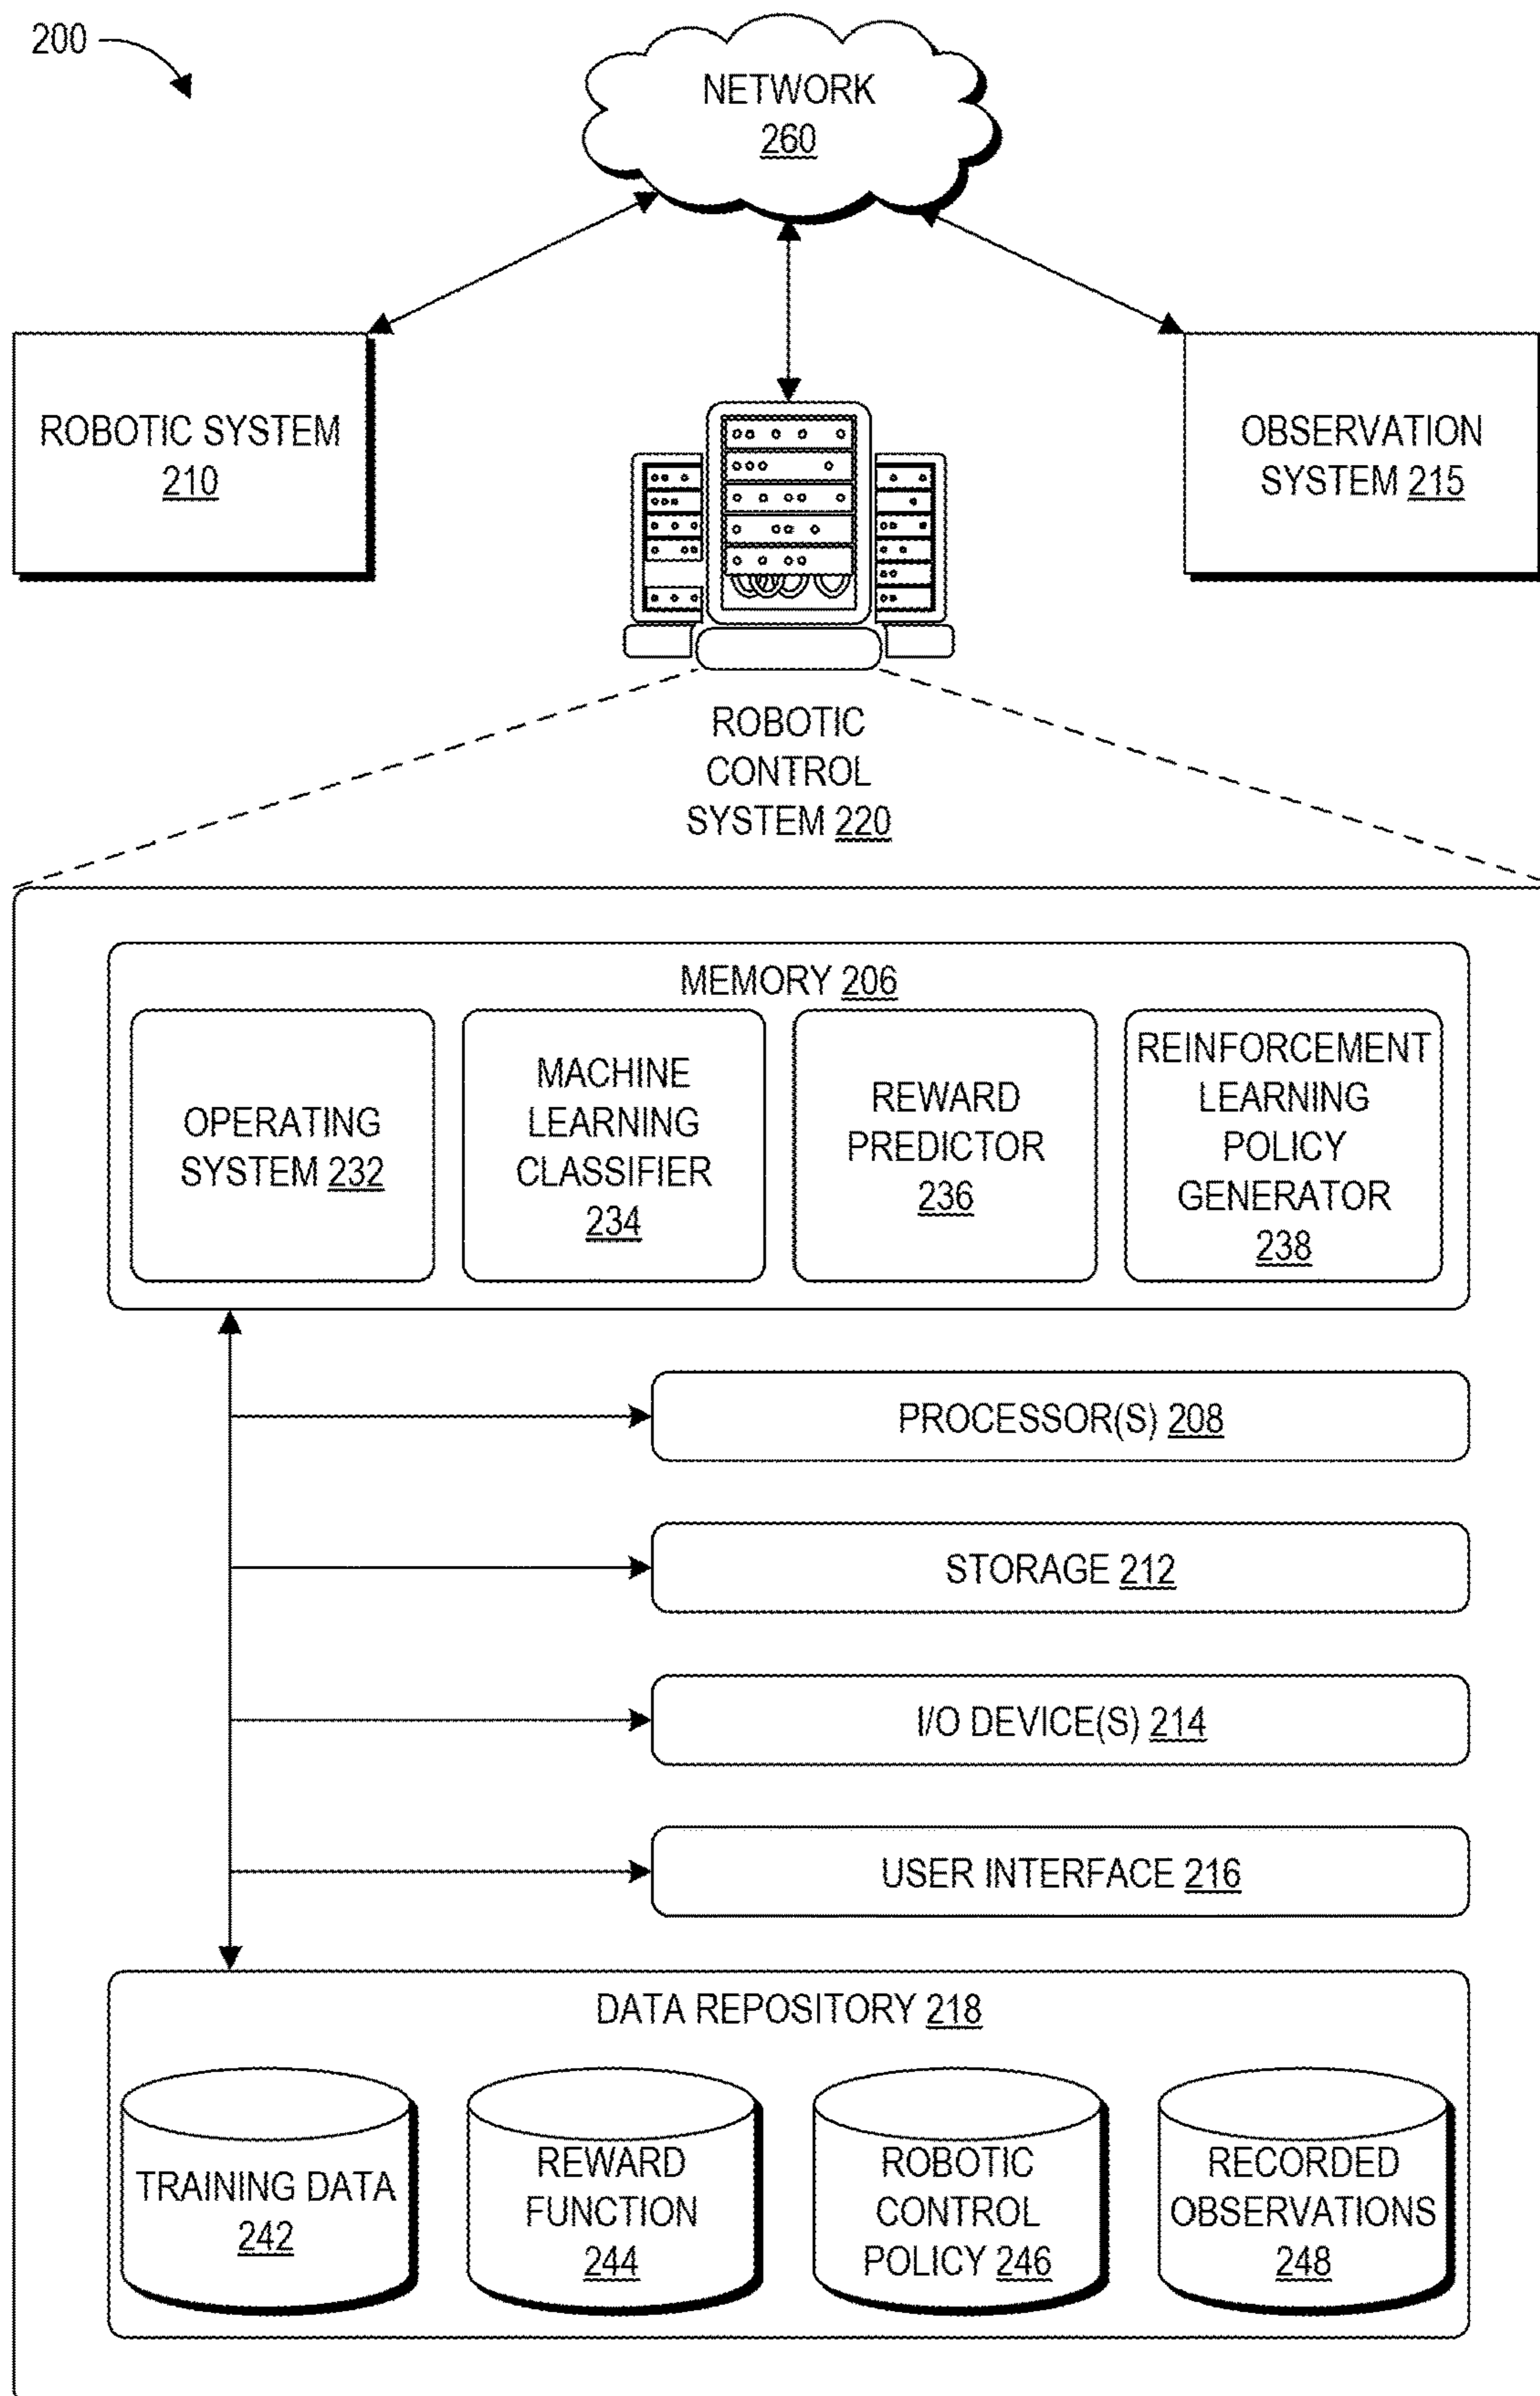 200
NETWORK
260
ROBOTIC SYSTEM
210
OBSERVATION
SYSTEM 215
ROBOTIC
CONTROL
SYSTEM 220
MEMORY 206
OPERATING
SYSTEM 232
MACHINE
LEARNING
CLASSIFIER
234
REWARD
PREDICTOR
236
REINFORCEMENT
LEARNING
POLICY
GENERATOR
238
PROCESSOR(S) 208
STORAGE 212
I/O DEVICE(S) 214
USER INTERFACE 216
DATA REPOSITORY 218
TRAINING DATA
242
REWARD
FUNCTION
244
ROBOTIC
CONTROL
POLICY 246
RECORDED
OBSERVATIONS
248